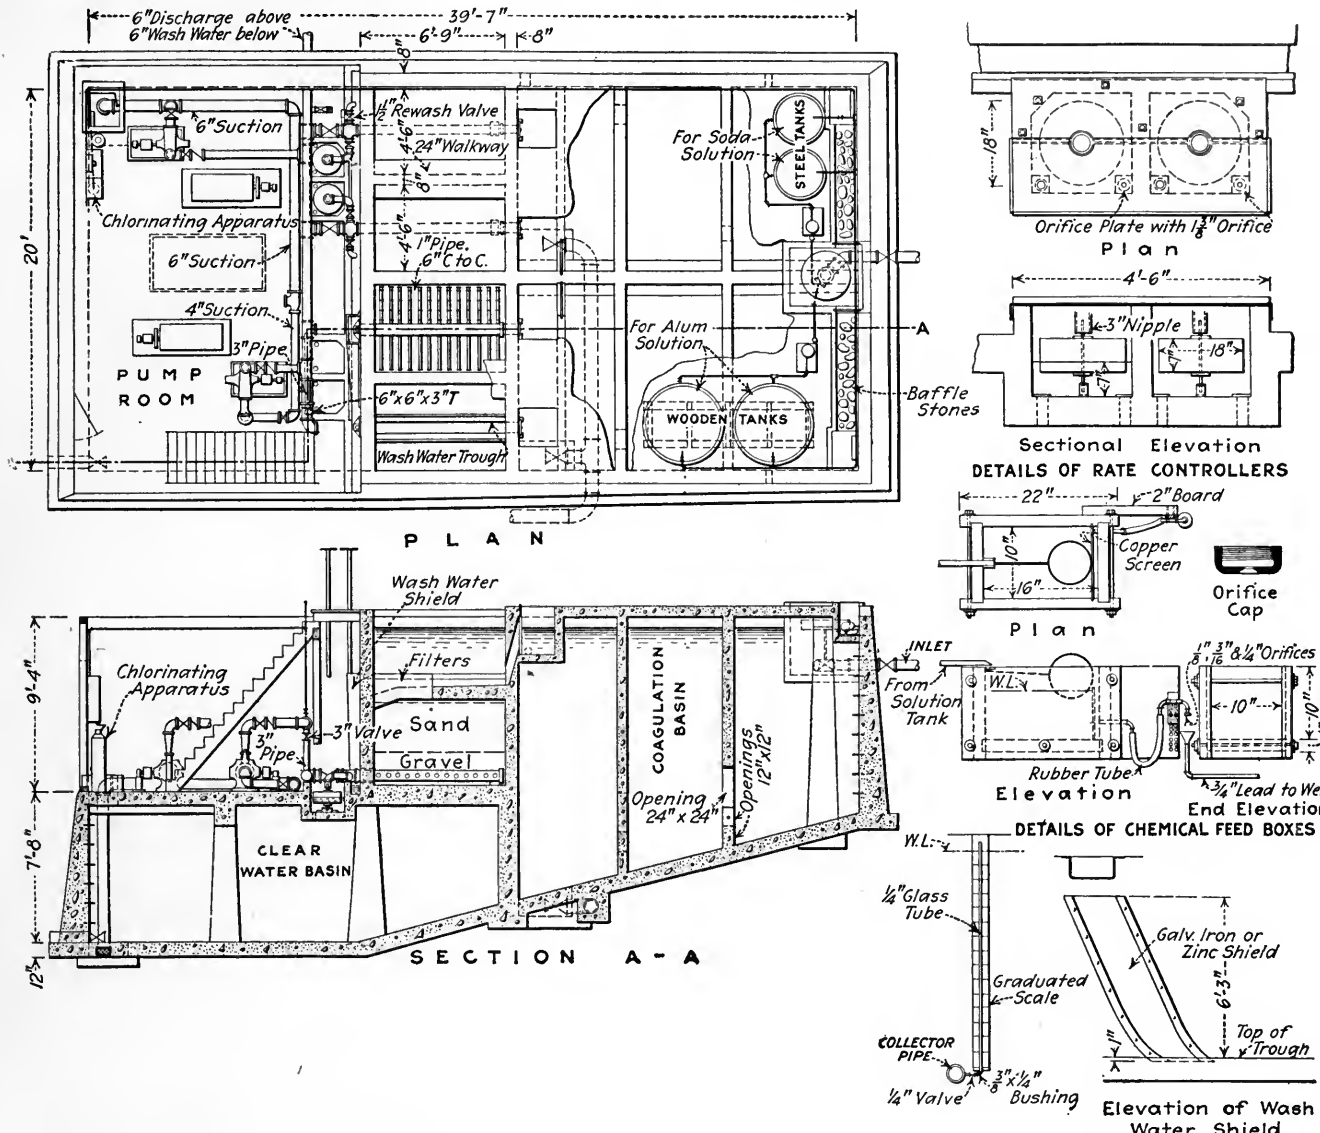 6"Discharge above
6"Wash Water below
39'-7"
6'-9"
8"
8"
1½"Rewash Valve
6"Suction
4'-6"
24"Walkway
8"
For Soda
Solution
STEEL TANKS
Chlorinating Apparatus
20'
4'-6"
1"Pipe.
6"C to C.
6"Suction
4"Suction
3"Pipe
PUMP
ROOM
6"x6"x3"T
Wash Water Trough
For Alum
Solution
WOODEN TANKS
A
Baffle
Stones
PLAN
18"
Orifice Plate with 1⅜"Orifice
Plan
4'-6"
3"Nipple
7"
18"
7"
Sectional Elevation
DETAILS OF RATE CONTROLLERS
22"
2"Board
10"
Copper
Screen
16"
Plan
Orifice
Cap
Wash Water
Shield
Chlorinating
Apparatus
9'-4"
3"
Pipe
3"Valve
Filters
Sand
Gravel
COAGULATION
BASIN
Opening
24"x 24"
Openings
12"x12"
INLET
From
Solution
Tank
W.L.
⅛" 3/16" & ¼"Orifices
10"
10"
Rubber Tube
¾"Lead to We
Elevation
End Elevation
DETAILS OF CHEMICAL FEED BOXES
CLEAR
WATER BASIN
7'-8"
12"
SECTION A-A
W.L.
¼"Glass
Tube
Graduated
Scale
COLLECTOR
PIPE
¼"Valve
⅜"x¼"
Bushing
Galv. Iron or
Zinc Shield
6'-3"
1"
Top of
Trough
Elevation of Wash
Water Shield